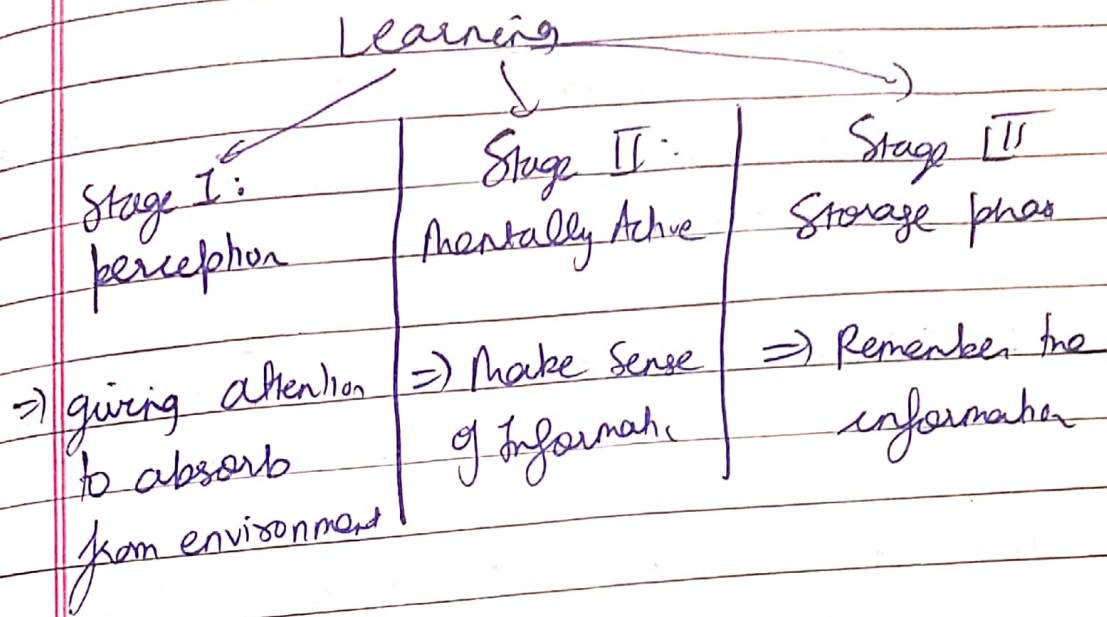 Learning
Stage I:
perception
⇒ giving attention
to absorb
from environment
Stage II:
Mentally Active
⇒ Make Sense
of Informati
Stage III
Storage phas
⇒ Remember the
information